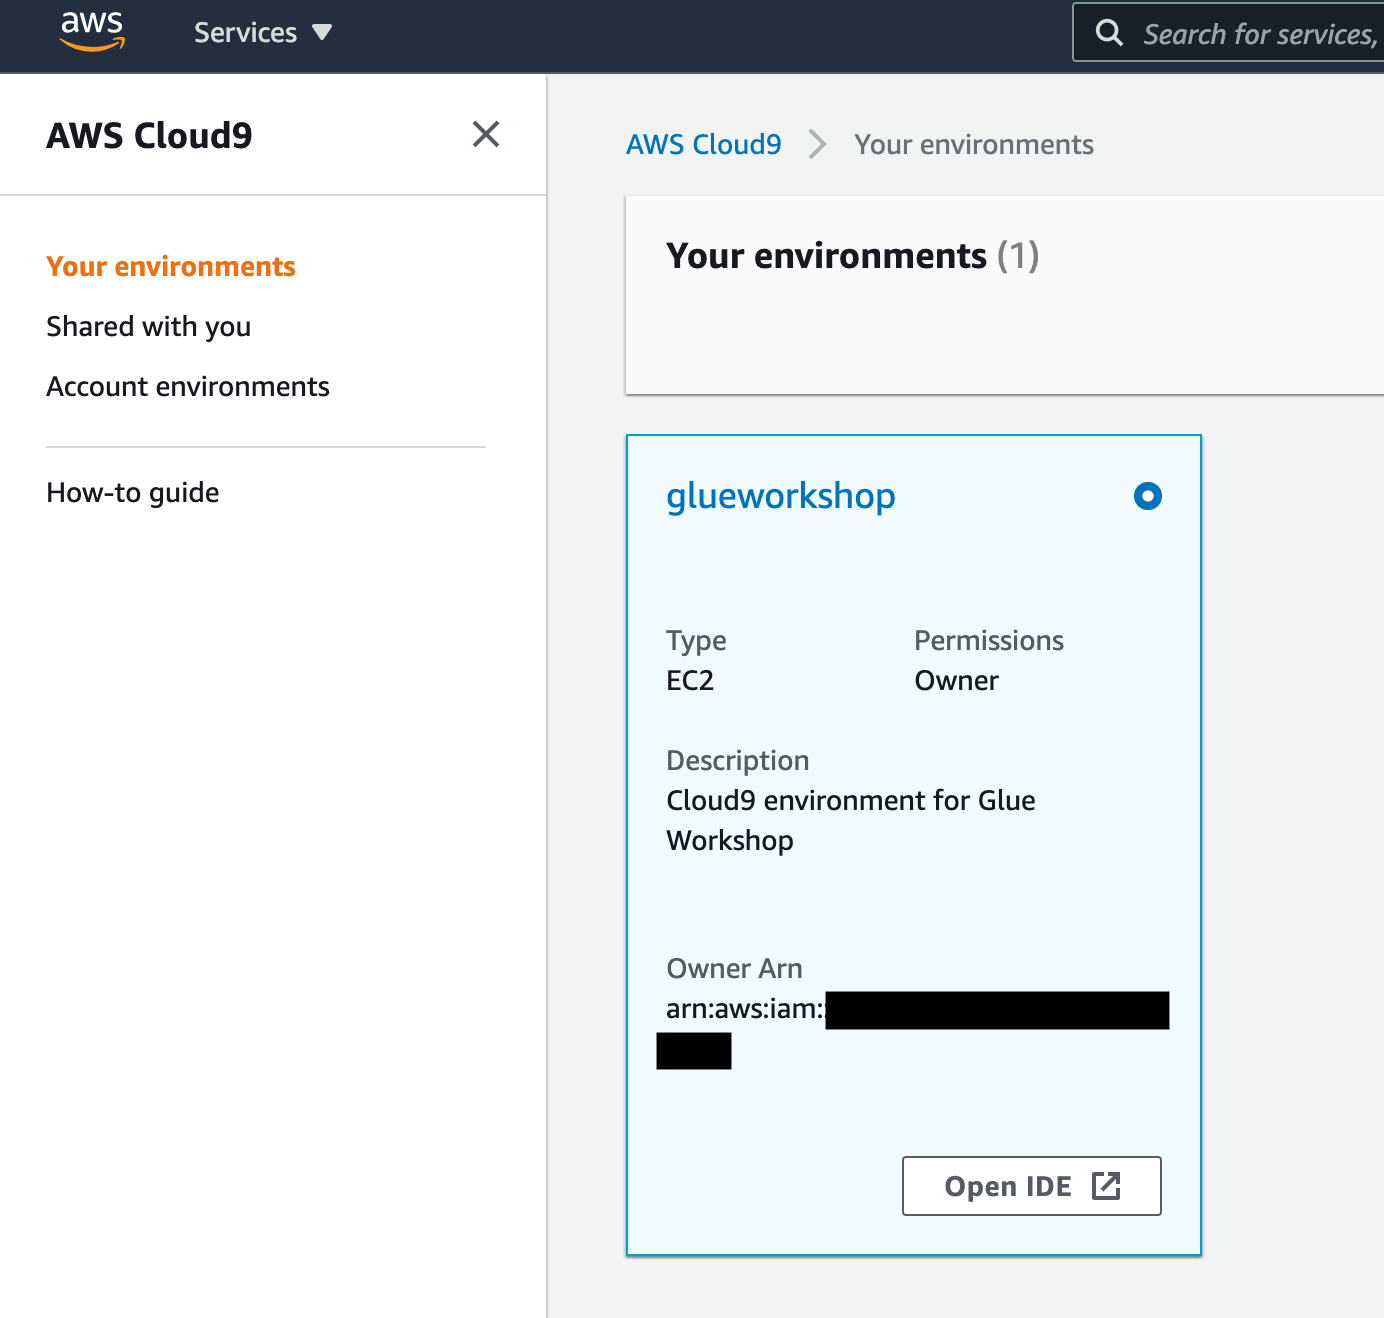 aws
Services
Search for services,
AWS Cloud9
Your environments
Shared with you
Account environments
How-to guide
AWS Cloud9 Your environments
Your environments (1)
glueworkshop
Type Permissions
EC2 Owner
Description
Cloud9 environment for Glue
Workshop
Owner Arn
arn:aws:iam::
Open IDE